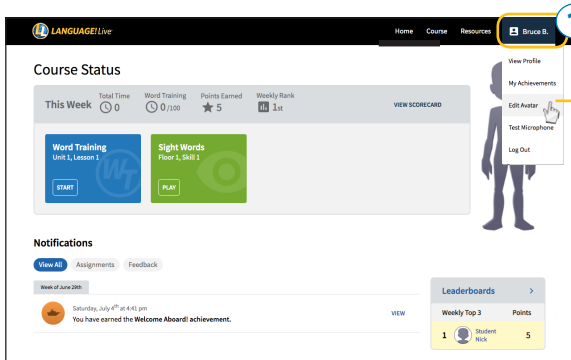 LANGUAGE! Live
Home Course Resources Bruce B.
View Profile
My Achievements
Edit Avatar
Test Microphone
Log Out
Course Status
This Week
Total Time
0
Word Training
0 /100
Points Earned
5
Weekly Rank
1st
VIEW SCORECARD
Word Training
Unit 1, Lesson 1
WT
START
Sight Words
Floor 1, Skill 1
PLAY
Notifications
View All Assignments Feedback
Week of June 29th
Saturday, July 4th at 4:41 pm
You have earned the Welcome Aboard! achievement.
VIEW
Leaderboards >
Weekly Top 3 Points
1 Student Nick 5